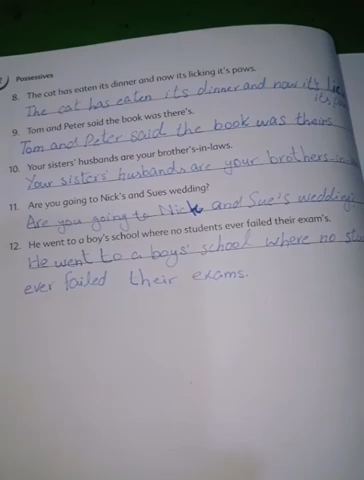 Possessives
8. The cat has eaten its dinner and now its licking it's paws.
The cat has eaten its dinner and now it's
its
9. Tom and Peter said the book was there's.
Tom and Peter said the book was theirs
10. Your sisters' husbands are your brother's-in-laws.
Your sisters' husbands are your brothers-in-
11. Are you going to Nick's and Sues wedding?
Are you going to Nick and Sue's wedding
12. He went to a boy's school where no students ever failed their exam's.
He went to a boys' school where no
ever failed their exams.